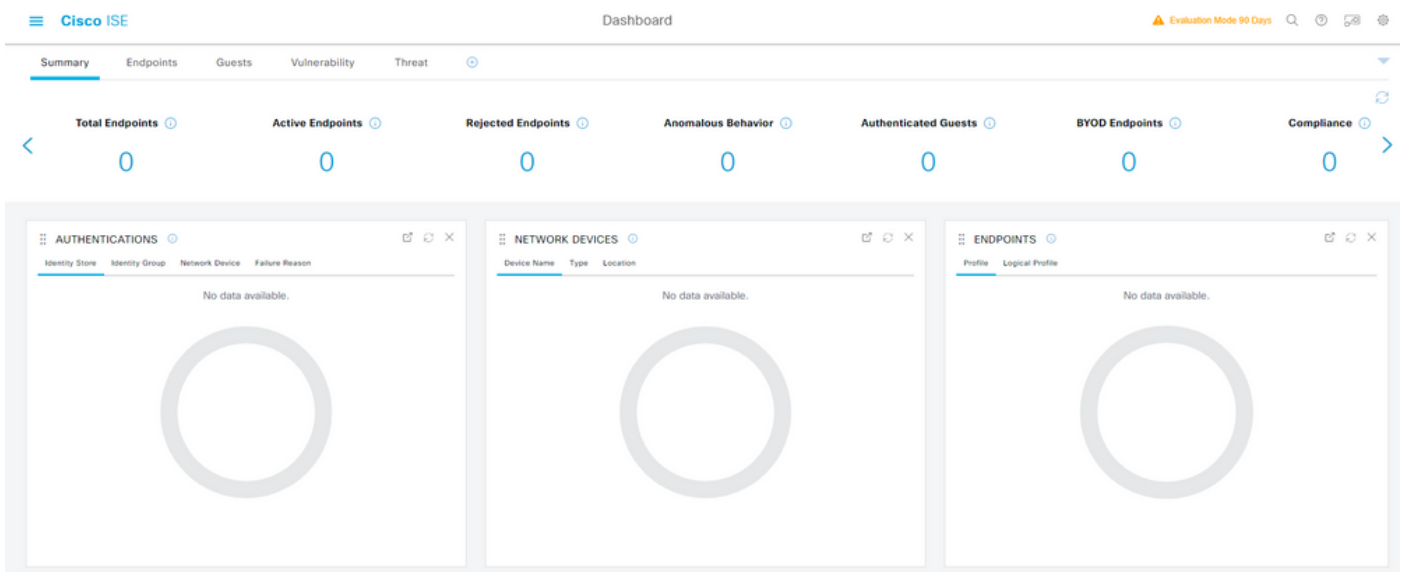 Cisco ISE
Dashboard
Evaluation Mode 90 Days
Summary Endpoints Guests Vulnerability Threat
Total Endpoints Active Endpoints Rejected Endpoints Anomalous Behavior Authenticated Guests BYOD Endpoints Compliance
0 0 0 0 0 0 0
AUTHENTICATIONS
Identity Store Identity Group Network Device Failure Reason
No data available.
NETWORK DEVICES
Device Name Type Location
No data available.
ENDPOINTS
Profile Logical Profile
No data available.